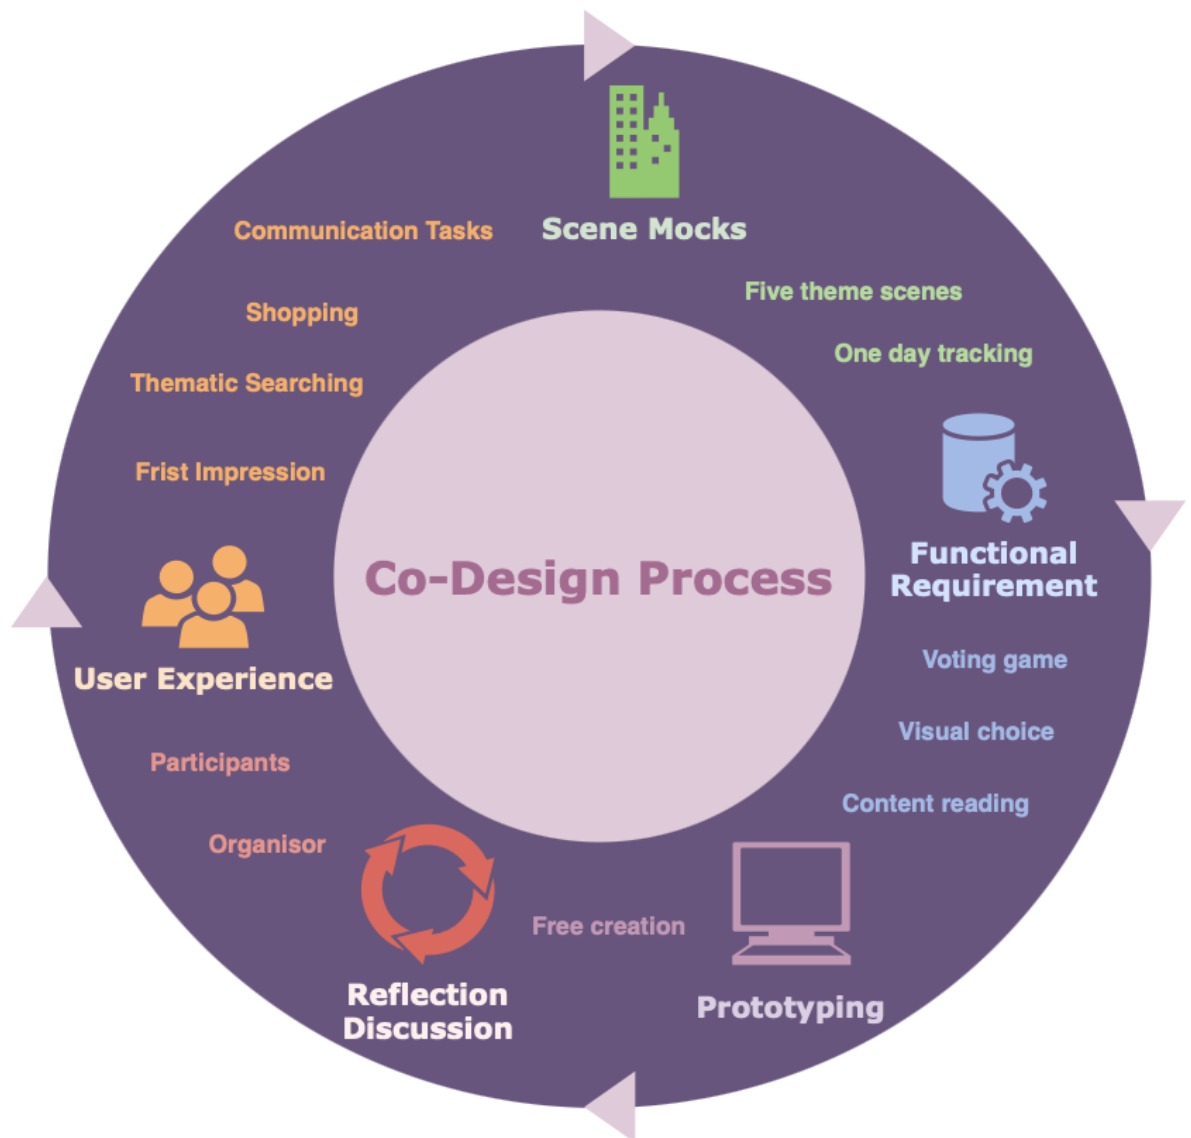 Communication Tasks
Scene Mocks
Shopping
Five theme scenes
Thematic Searching
One day tracking
Frist Impression
Co-Design Process
Functional
Requirement
User Experience
Voting game
Visual choice
Participants
Content reading
Organisor
Free creation
Reflection
Discussion
Prototyping